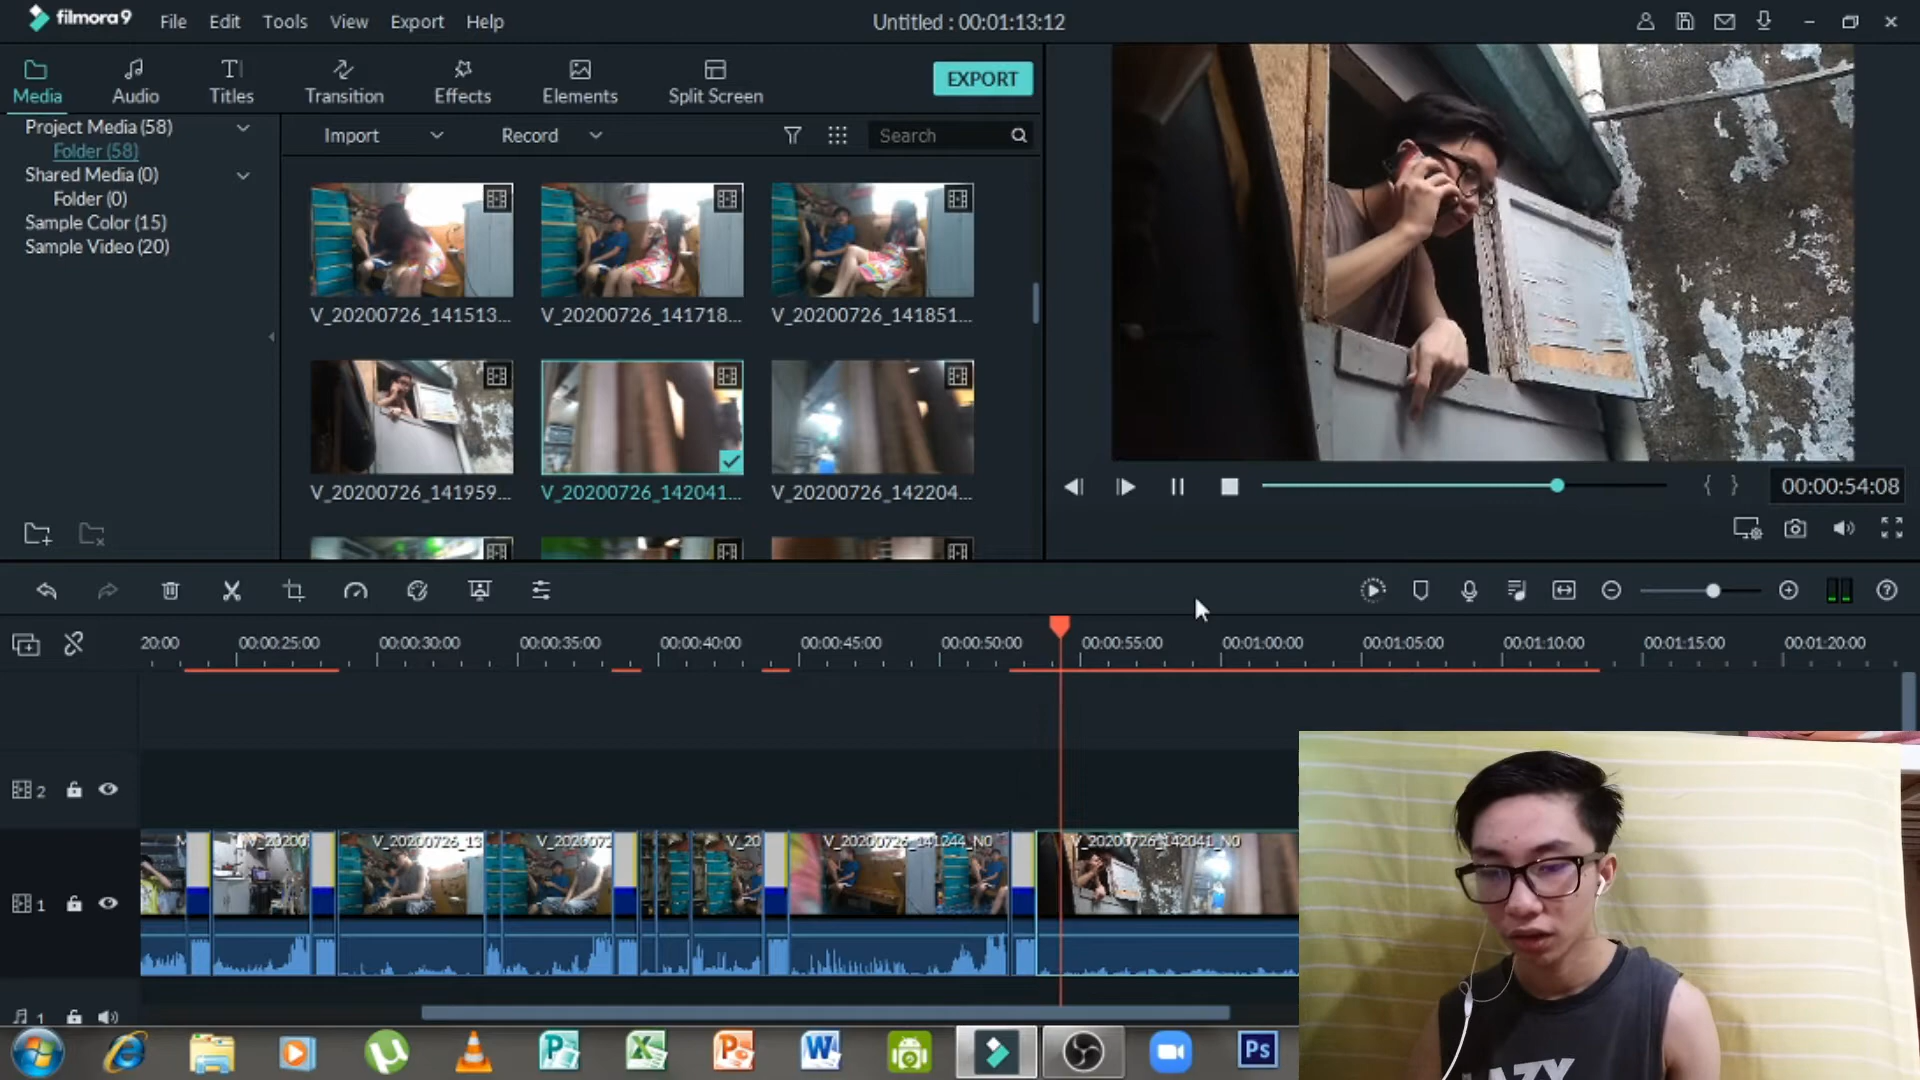 filmora9 File Edit Tools View Export Help Untitled : 00:01:13:12
Media Audio Titles Transition Effects Elements Split Screen EXPORT
Project Media (58)
Folder (58)
Shared Media (0)
Folder (0)
Sample Color (15)
Sample Video (20)
Import Record Search
V_20200726_141513... V_20200726_141718... V_20200726_141851...
V_20200726_141959... V_20200726_142041... V_20200726_142204...
00:00:54:08
20:00 00:00:25:00 00:00:30:00 00:00:35:00 00:00:40:00 00:00:45:00 00:00:50:00 00:00:55:00 00:01:00:00 00:01:05:00 00:01:10:00 00:01:15:00 00:01:20:00
2
V_20200726_13 V_2020072 V_20 V_20200726_141244_N0 V_20200726_142041_N0
1
1
Ps